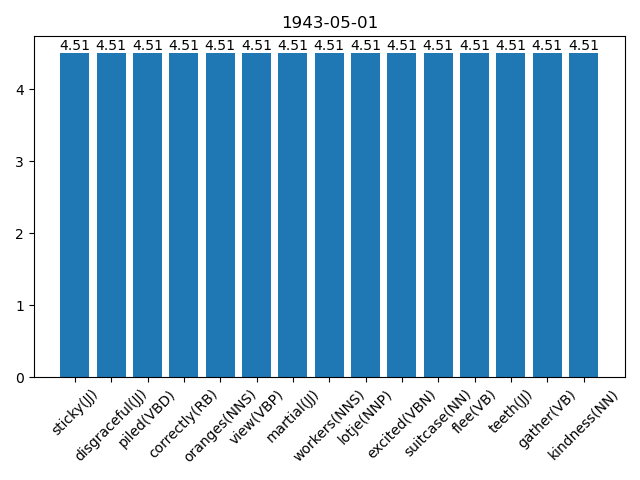 1943-05-01
4.51 4.51 4.51 4.51 4.51 4.51 4.51 4.51 4.51 4.51 4.51 4.51 4.51 4.51 4.51
4
3
2
1
0
sticky(JJ)
disgraceful(JJ)
piled(VBD)
correctly(RB)
oranges(NNS)
view(VBP)
martial(JJ)
workers(NNS)
lotje(NNP)
excited(VBN)
suitcase(NN)
flee(VB)
teeth(JJ)
gather(VB)
kindness(NN)